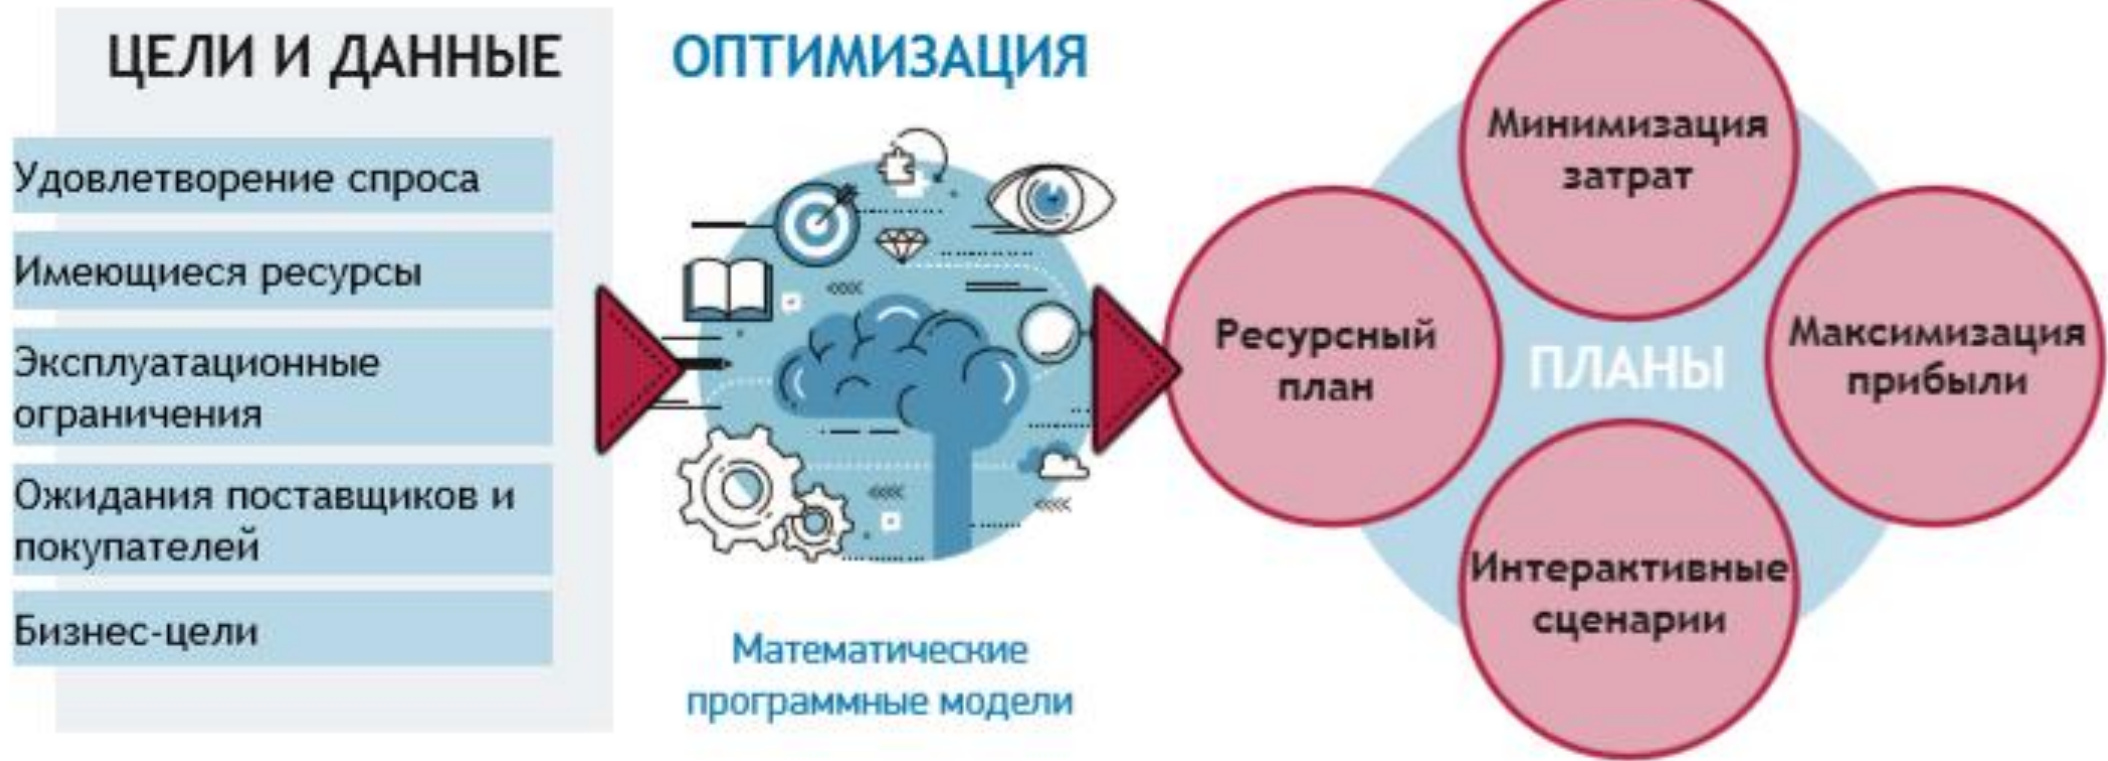 ЦЕЛИ И ДАННЫЕ
Удовлетворение спроса
Имеющиеся ресурсы
Эксплуатационные
ограничения
Ожидания поставщиков и
покупателей
Бизнес-цели
ОПТИМИЗАЦИЯ
Математические
программные модели
Минимизация
затрат
Ресурсный
план
ПЛАНЫ
Максимизация
прибыли
Интерактивные
сценарии